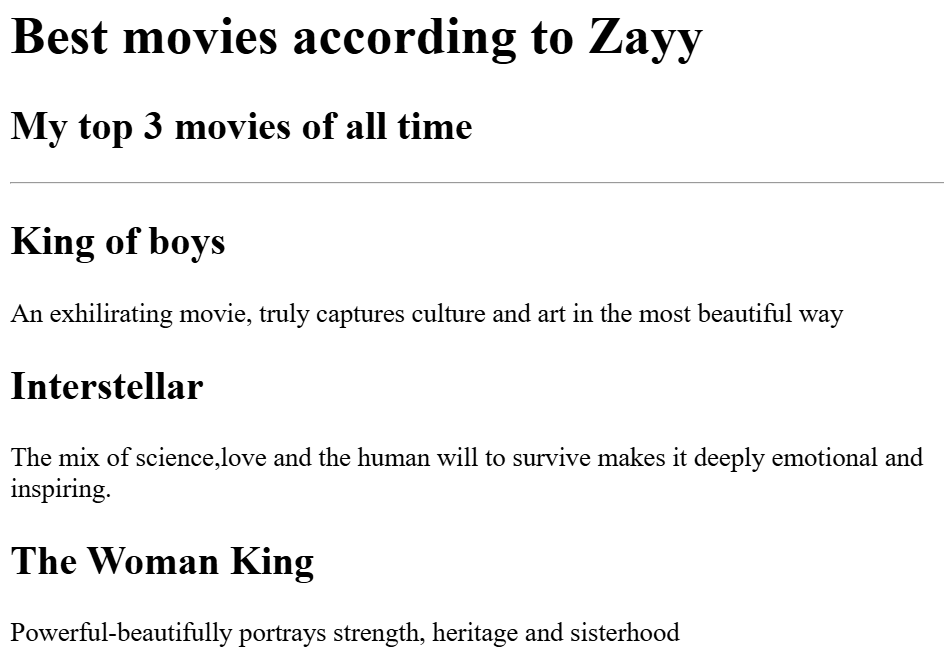 Best movies according to Zayy
My top 3 movies of all time
King of boys
An exhilirating movie, truly captures culture and art in the most beautiful way
Interstellar
The mix of science,love and the human will to survive makes it deeply emotional and
inspiring.
The Woman King
Powerful-beautifully portrays strength, heritage and sisterhood